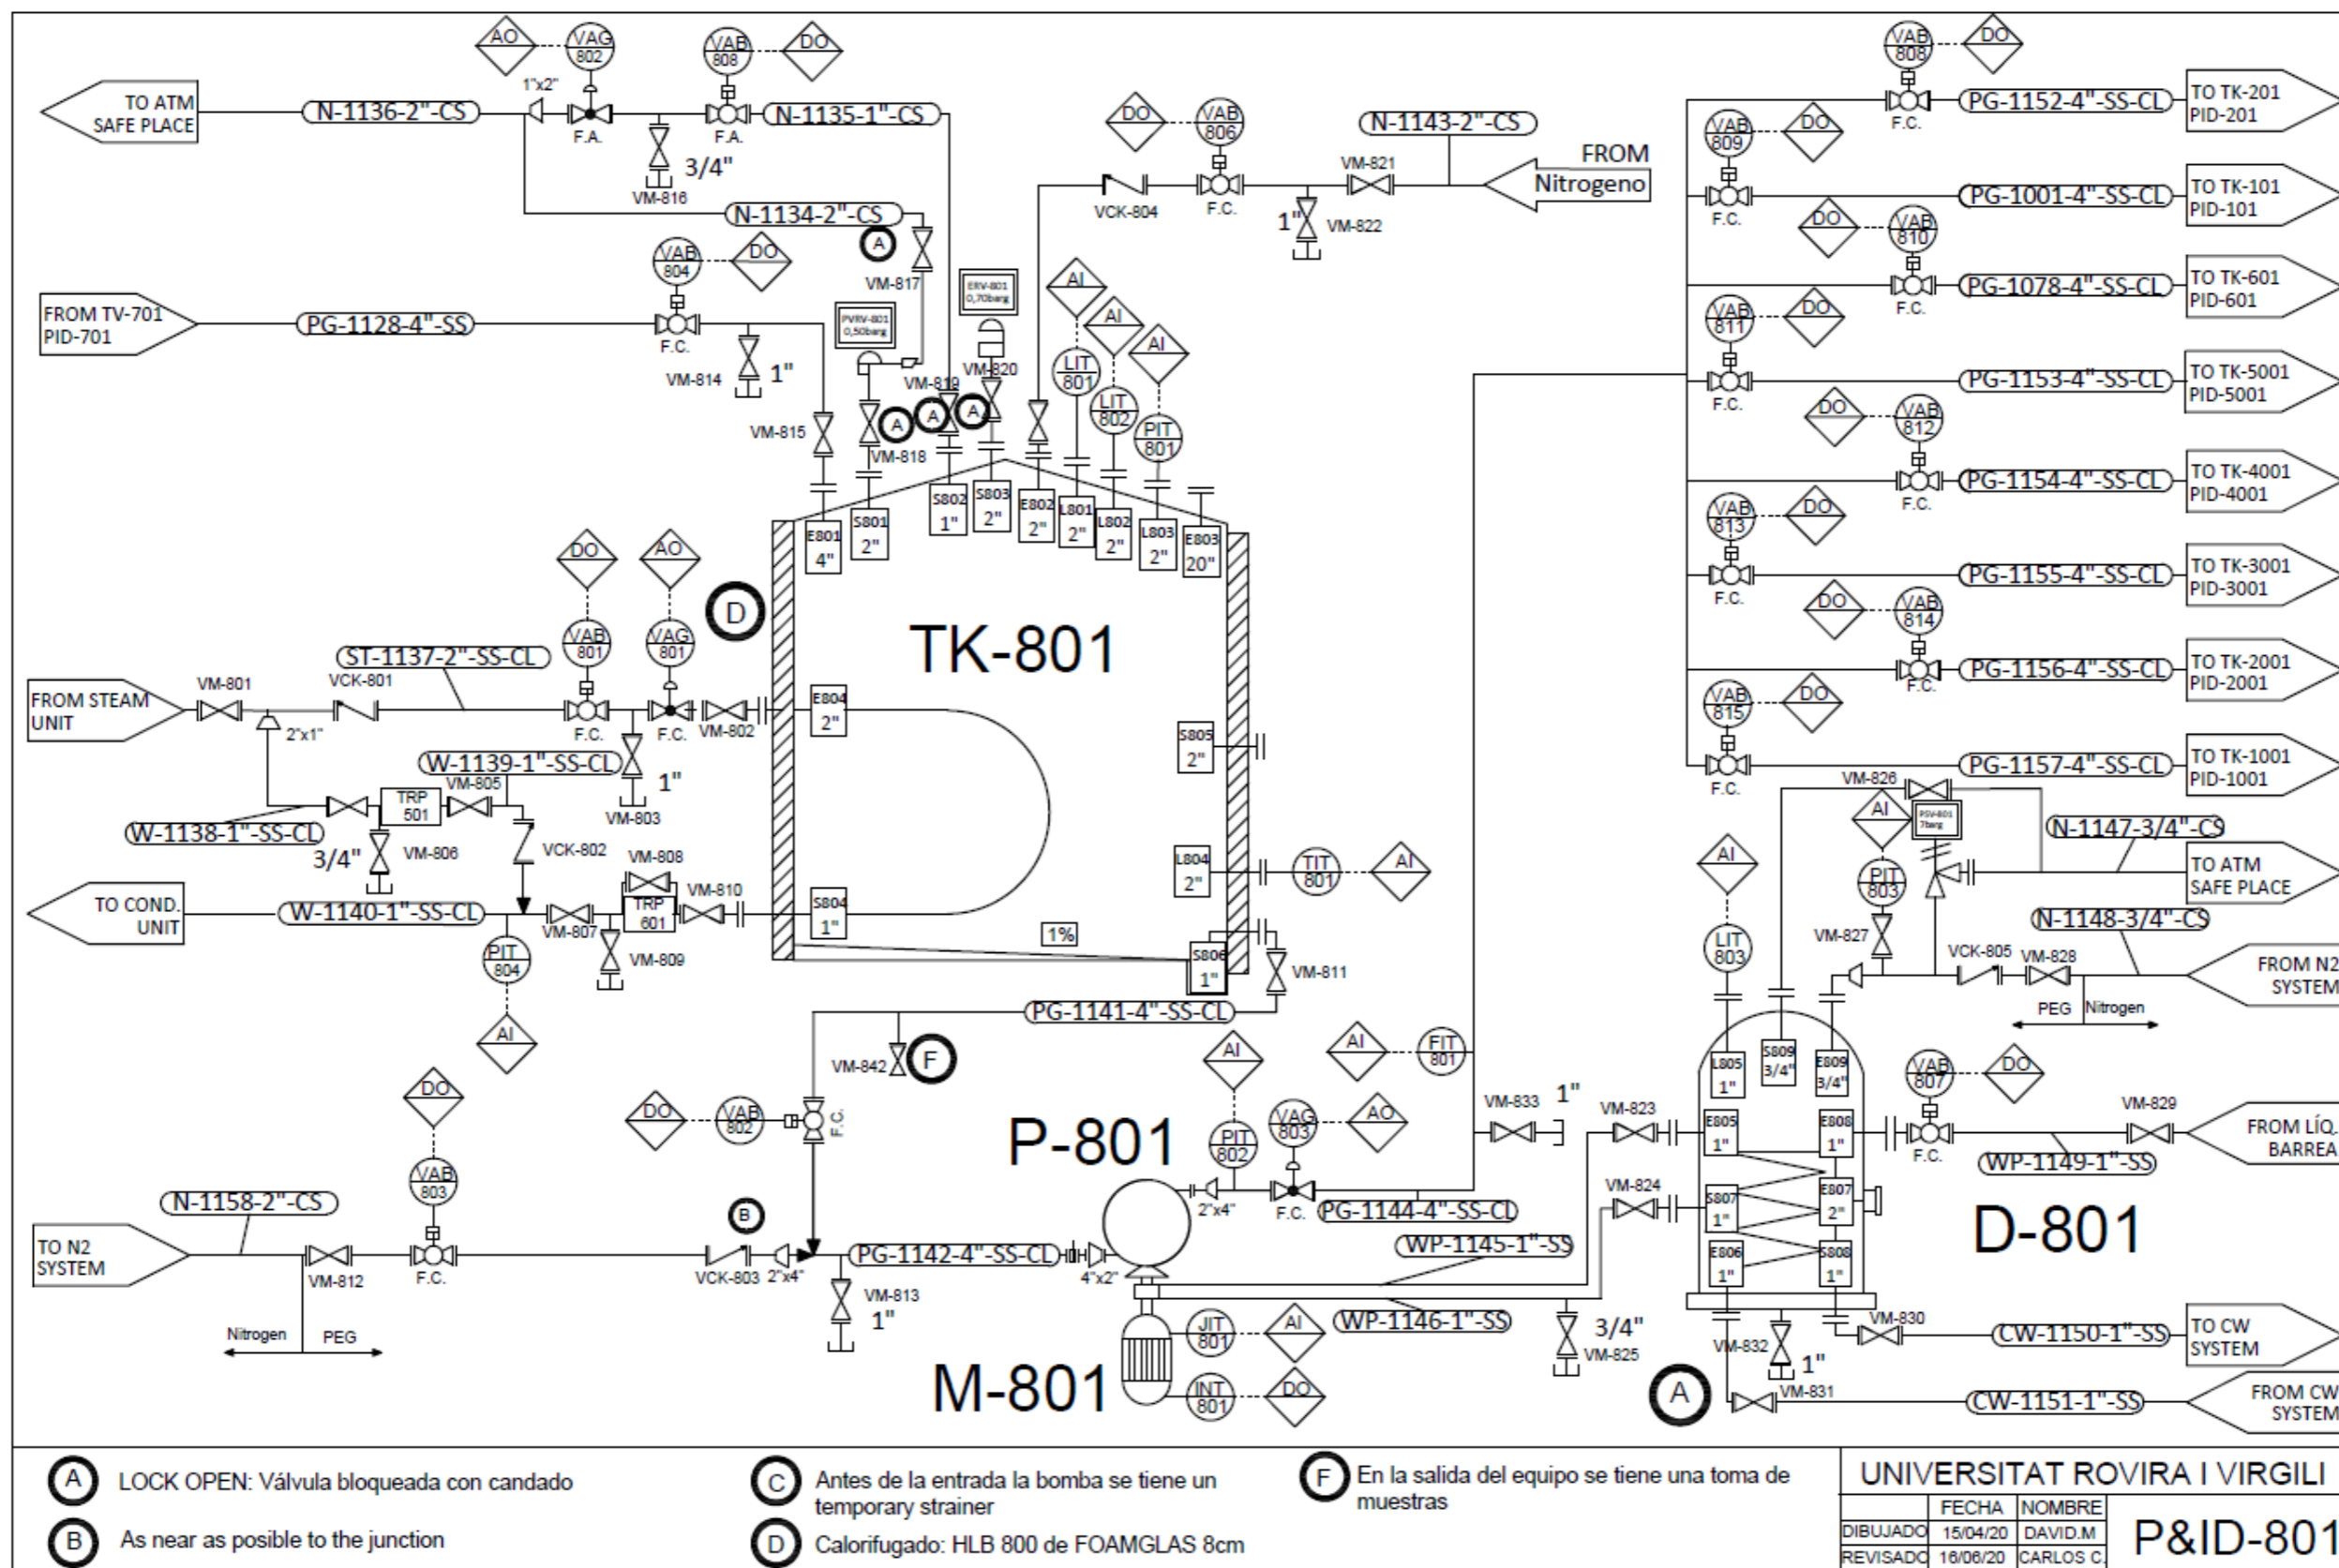 AO
VAG
802
VAB
808
DO
1"x2"
TO ATM
SAFE PLACE
N-1136-2"-CS
F.A.
F.A.
N-1135-1"-CS
3/4"
VM-816
N-1134-2"-CS
A
VM-817
VAB
804
DO
FROM TV-701
PID-701
PG-1128-4"-SS
F.C.
VM-814
1"
VM-815
PVRV-801
0,50barg
ERV-801
0,70barg
VM-818
A
VM-819
A
VM-820
A
DO
VAB
806
N-1143-2"-CS
FROM
Nitrogeno
VM-821
VCK-804
F.C.
1"
VM-822
AI
AI
AI
LIT
801
LIT
802
PIT
801
E801
4"
S801
2"
S802
1"
S803
2"
E802
2"
L801
2"
L802
2"
L803
2"
E803
20"
D
TK-801
DO
AO
VAB
801
VAG
801
FROM STEAM
UNIT
VM-801
ST-1137-2"-SS-CL
VCK-801
2"x1"
F.C.
F.C.
VM-802
E804
2"
W-1139-1"-SS-CL
VM-805
1"
VM-803
TRP
501
W-1138-1"-SS-CL
3/4"
VM-806
VCK-802
VM-808
VM-810
TO COND.
UNIT
W-1140-1"-SS-CL
VM-807
TRP
601
VM-809
S804
1"
PIT
804
AI
S805
2"
L804
2"
TIT
801
AI
1%
S806
1"
VM-811
PG-1141-4"-SS-CL
VM-842
F
DO
VAB
802
F.C.
DO
VAB
803
N-1158-2"-CS
TO N2
SYSTEM
VM-812
F.C.
Nitrogen
PEG
B
VCK-803
2"x4"
PG-1142-4"-SS-CL
4"x2"
VM-813
1"
P-801
AI
PIT
802
VAG
803
AO
AI
FIT
801
2"x4"
F.C.
PG-1144-4"-SS-CL
VM-833
1"
WP-1145-1"-SS
WP-1146-1"-SS
3/4"
VM-825
M-801
JIT
801
AI
INT
801
DO
VAB
808
DO
F.C.
PG-1152-4"-SS-CL
TO TK-201
PID-201
VAB
809
DO
F.C.
PG-1001-4"-SS-CL
TO TK-101
PID-101
DO
VAB
810
F.C.
PG-1078-4"-SS-CL
TO TK-601
PID-601
VAB
811
DO
F.C.
PG-1153-4"-SS-CL
TO TK-5001
PID-5001
DO
VAB
812
F.C.
PG-1154-4"-SS-CL
TO TK-4001
PID-4001
VAB
813
DO
F.C.
PG-1155-4"-SS-CL
TO TK-3001
PID-3001
DO
VAB
814
F.C.
PG-1156-4"-SS-CL
TO TK-2001
PID-2001
VAB
815
DO
F.C.
PG-1157-4"-SS-CL
TO TK-1001
PID-1001
VM-826
AI
PSV-801
7barg
N-1147-3/4"-CS
TO ATM
SAFE PLACE
AI
LIT
803
PIT
803
VM-827
N-1148-3/4"-CS
VCK-805
VM-828
FROM N2
SYSTEM
PEG
Nitrogen
L805
1"
S809
3/4"
E809
3/4"
VAB
807
DO
VM-829
FROM LÍQ.
BARREA
F.C.
WP-1149-1"-SS
VM-823
E805
1"
E808
1"
VM-824
S807
1"
E807
2"
E806
1"
S808
1"
D-801
VM-830
CW-1150-1"-SS
TO CW
SYSTEM
VM-832
1"
A
VM-831
CW-1151-1"-SS
FROM CW
SYSTEM
A
LOCK OPEN: Válvula bloqueada con candado
B
As near as posible to the junction
C
Antes de la entrada la bomba se tiene un
temporary strainer
D
Calorifugado: HLB 800 de FOAMGLAS 8cm
F
En la salida del equipo se tiene una toma de
muestras
UNIVERSITAT ROVIRA I VIRGILI
FECHA NOMBRE
DIBUJADO 15/04/20 DAVID.M
REVISADO 16/06/20 CARLOS C.
P&ID-801